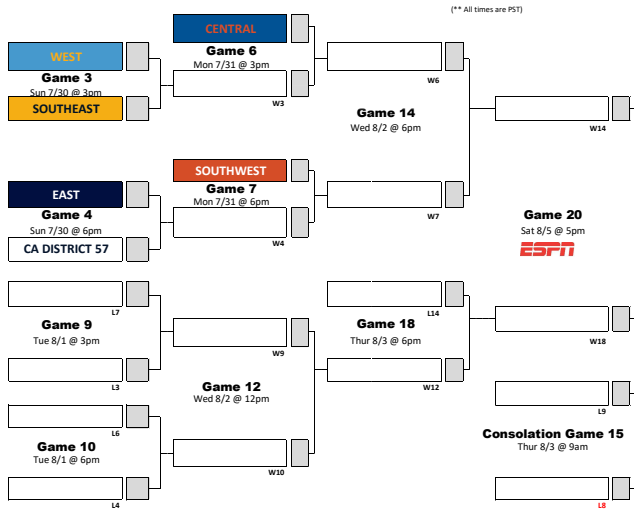 (** All times are PST)
CENTRAL
WEST
Game 6
Mon 7/31 @ 3pm
Game 3
Sun 7/30 @ 3pm
W6
SOUTHEAST
W3
Game 14
Wed 8/2 @ 6pm
W14
SOUTHWEST
EAST
Game 7
Mon 7/31 @ 6pm
Game 4
Sun 7/30 @ 6pm
W7
Game 20
Sat 8/5 @ 5pm
CA DISTRICT 57
W4
ESPN
L7
L14
Game 9
Tue 8/1 @ 3pm
Game 18
Thur 8/3 @ 6pm
W9
W18
L3
Game 12
Wed 8/2 @ 12pm
W12
L9
L6
Game 10
Tue 8/1 @ 6pm
Consolation Game 15
Thur 8/3 @ 9am
W10
L4
L8